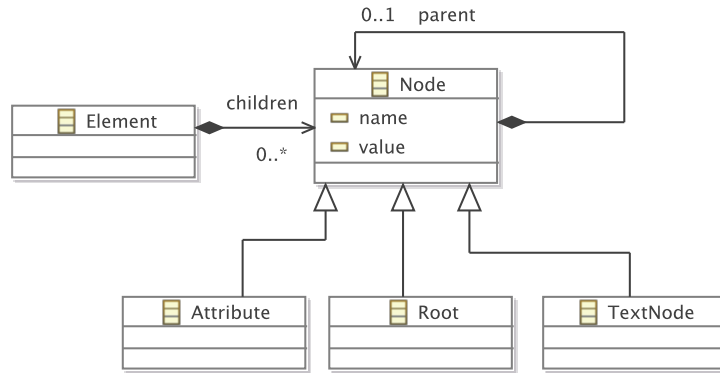 0..1 parent
Node
children
Element
name
0..*
value
Attribute
Root
TextNode